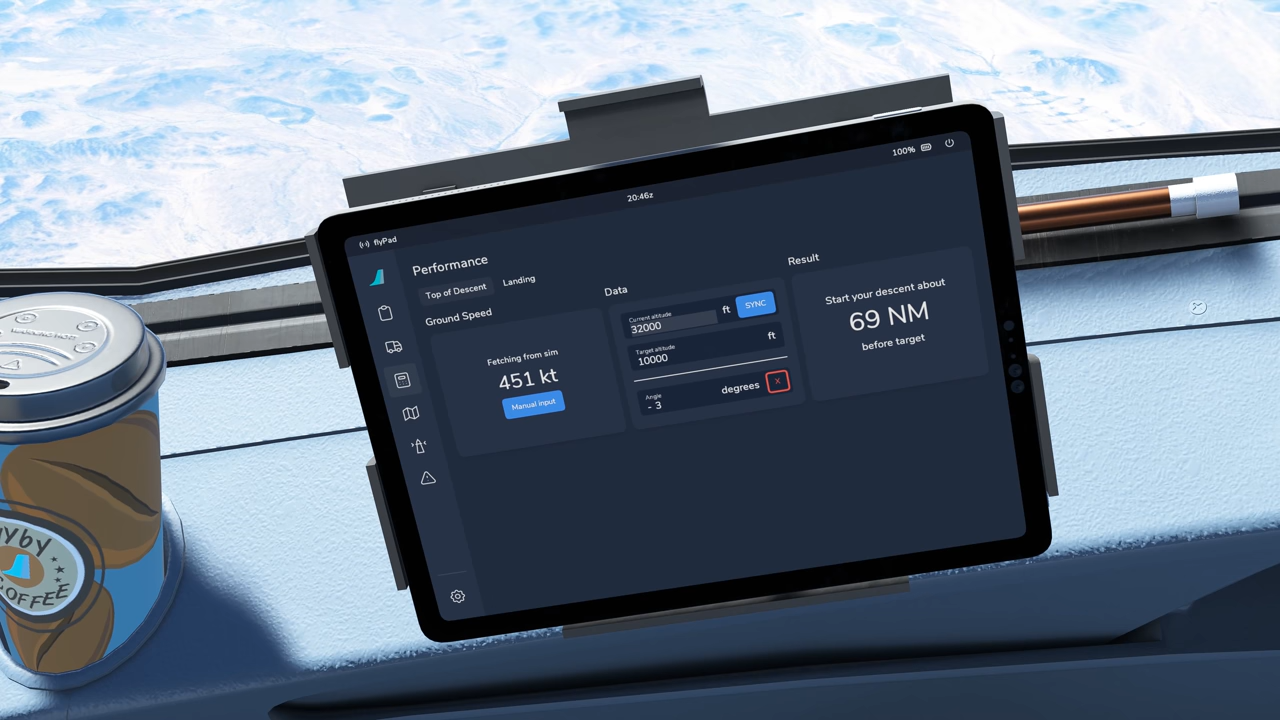 20:46z
100%
flyPad
Performance
Top of Descent
Landing
Ground Speed
Fetching from sim
451 kt
Manual input
Data
Current altitude
32000
ft
SYNC
Target altitude
10000
ft
Angle
- 3
degrees
X
Result
Start your descent about
69 NM
before target
COFFEE